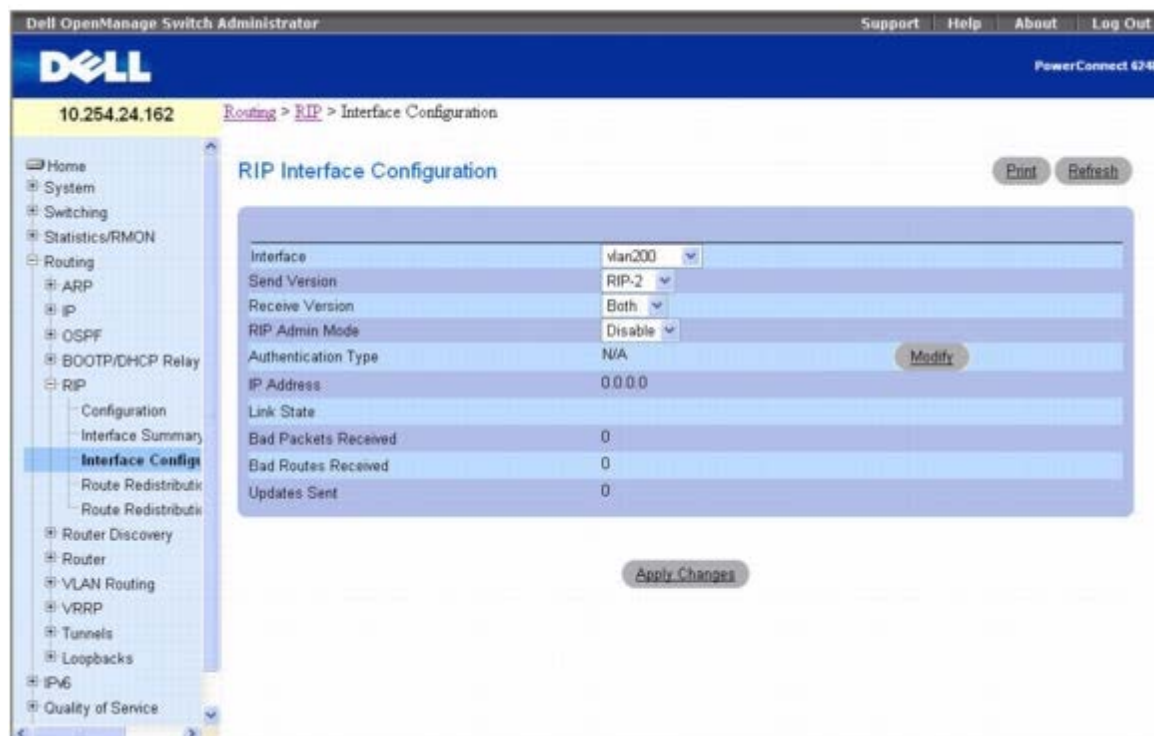 Dell OpenManage Switch Administrator
Support Help About Log Out
DELL
PowerConnect 624
10.254.24.162
Routing > RIP > Interface Configuration
Home
System
Switching
Statistics/RMON
Routing
ARP
IP
OSPF
BOOTP/DHCP Relay
RIP
Configuration
Interface Summary
Interface Configu
Route Redistributic
Route Redistributic
Router Discovery
Router
VLAN Routing
VRRP
Tunnels
Loopbacks
IPv6
Quality of Service
RIP Interface Configuration
Print Refresh
Interface vlan200
Send Version RIP-2
Receive Version Both
RIP Admin Mode Disable
Authentication Type N/A Modify
IP Address 0.0.0.0
Link State
Bad Packets Received 0
Bad Routes Received 0
Updates Sent 0
Apply Changes